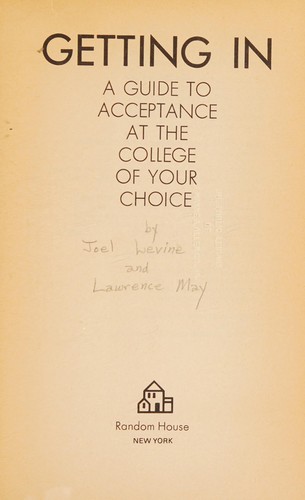 GETTING IN
A GUIDE TO
ACCEPTANCE
AT THE
COLLEGE
OF YOUR
CHOICE
by
Joel Levine
and
Lawrence May
Random House
NEW YORK